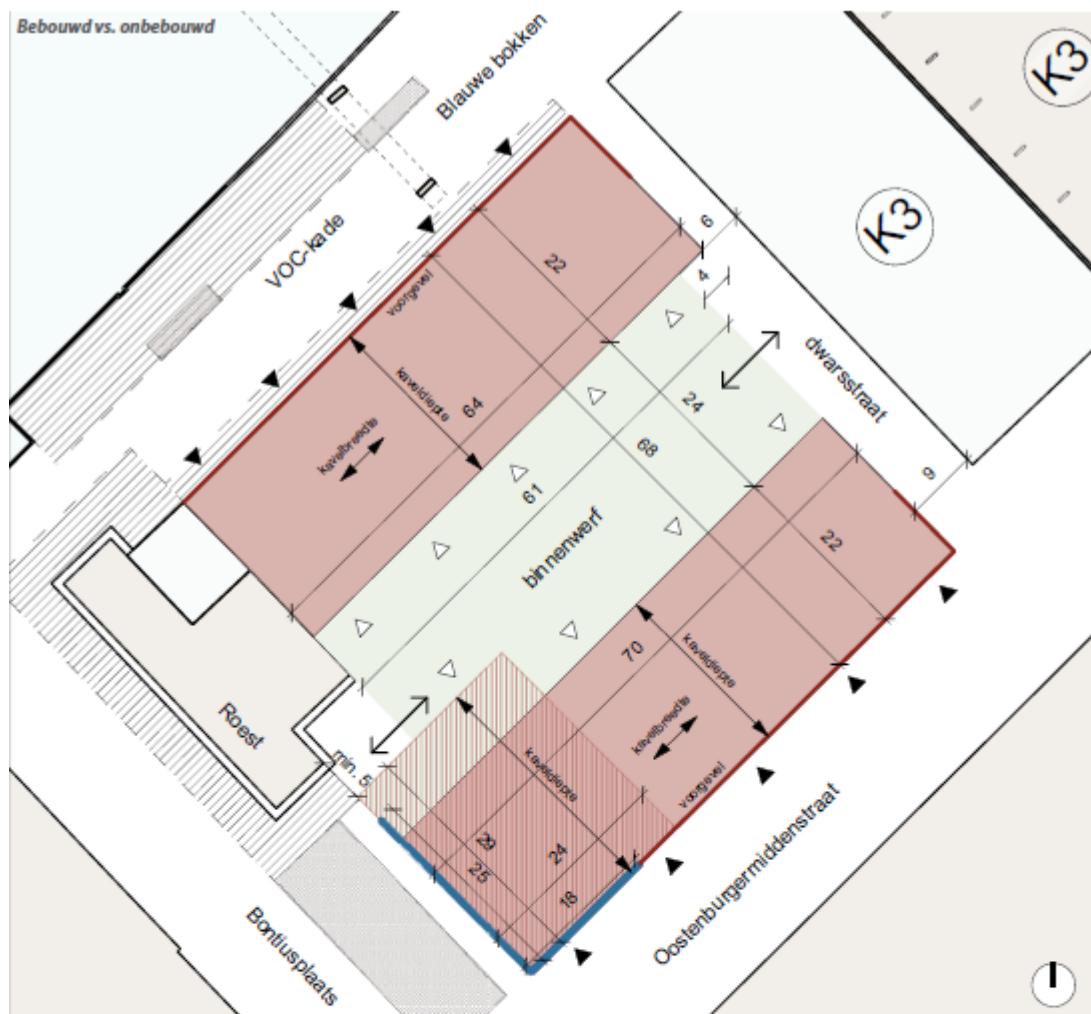 Bebouwd vs. onbebouwd
Blauwe bokken
K3
K3
VOC-kade
6
22
4
voorgevel
dwarsstraat
kaveldiepte
64
24
kavelbreedte
68
61
9
binnenwerf
22
70
kaveldiepte
Roest
kavelbreedte
min. 5
kaveldiepte
voorgevel
29
24
25
18
Oostenburgermiddenstraat
Bontiusplaats